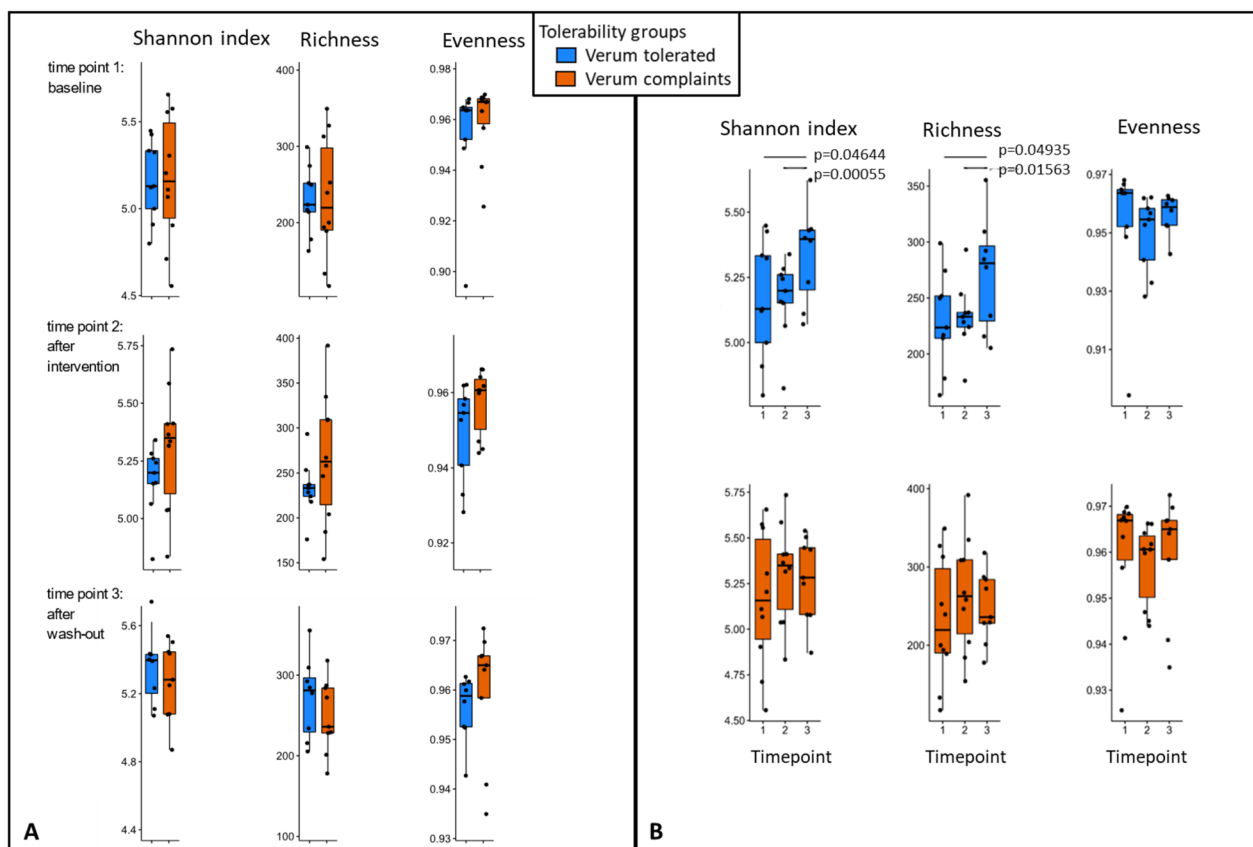 Tolerability groups
Verum tolerated
Verum complaints
Shannon index
Richness
Evenness
time point 1:
baseline
5.5
5.0
4.5
400
300
200
0.98
0.96
0.94
0.92
0.90
time point 2:
after
intervention
5.75
5.50
5.25
5.00
400
350
300
250
200
150
0.96
0.94
0.92
time point 3:
after
wash-out
5.6
5.2
4.8
4.4
300
200
100
0.97
0.96
0.95
0.94
0.93
A
Shannon index
Richness
Evenness
p=0.04644
p=0.00055
p=0.04935
p=0.01563
5.50
5.25
5.00
1 2 3
350
300
250
200
1 2 3
0.97
0.95
0.93
0.91
1 2 3
5.75
5.50
5.25
5.00
4.75
4.50
1 2 3
Timepoint
400
300
200
1 2 3
Timepoint
0.97
0.96
0.95
0.94
0.93
1 2 3
Timepoint
B